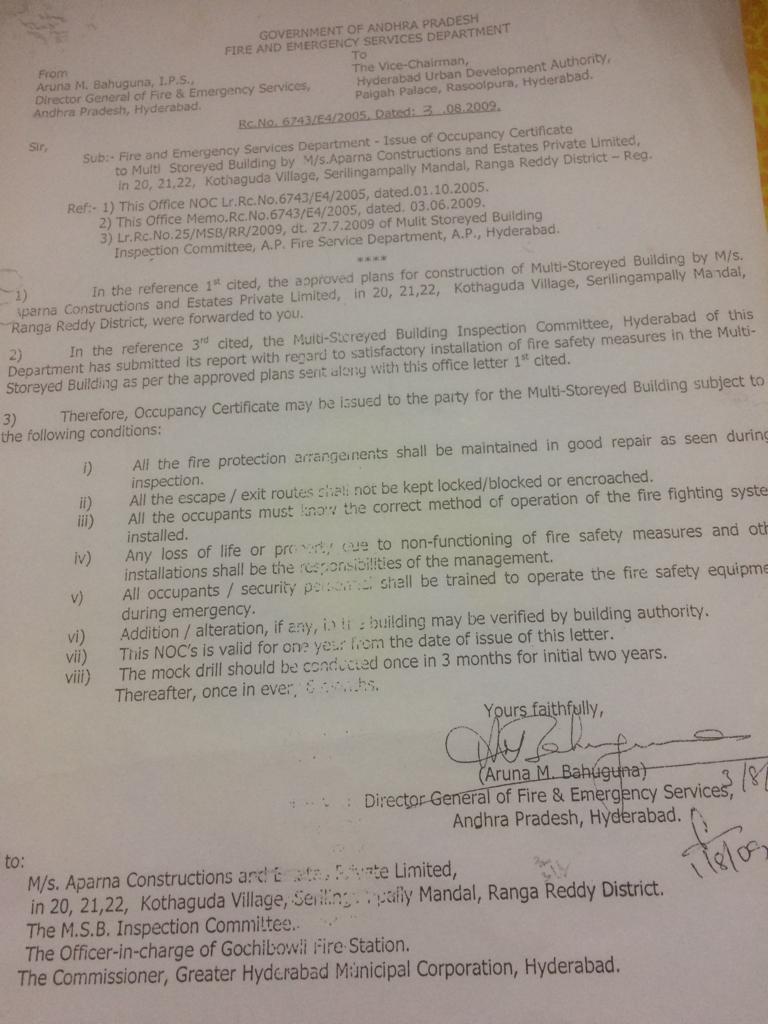 GOVERNMENT OF ANDHRA PRADESH
FIRE AND EMERGENCY SERVICES DEPARTMENT
From
Aruna M. Bahuguna, I.P.S.,
Director General of Fire & Emergency Services,
Andhra Pradesh, Hyderabad.
To
The Vice-Chairman,
Hyderabad Urban Development Authority,
Paigah Palace, Rasoolpura, Hyderabad.
Rc.No. 6743/E4/2005, Dated: 3 .08.2009.
Sir,
Sub:- Fire and Emergency Services Department - Issue of Occupancy Certificate
to Multi Storeyed Building by M/s.Aparna Constructions and Estates Private Limited,
in 20, 21,22, Kothaguda Village, Serilingampally Mandal, Ranga Reddy District – Reg.
Ref:- 1) This Office NOC Lr.Rc.No.6743/E4/2005, dated.01.10.2005.
2) This Office Memo.Rc.No.6743/E4/2005, dated. 03.06.2009.
3) Lr.Rc.No.25/MSB/RR/2009, dt. 27.7.2009 of Mulit Storeyed Building
Inspection Committee, A.P. Fire Service Department, A.P., Hyderabad.
****
1) In the reference 1st cited, the approved plans for construction of Multi-Storeyed Building by M/s.
Aparna Constructions and Estates Private Limited, in 20, 21,22, Kothaguda Village, Serilingampally Mandal,
Ranga Reddy District, were forwarded to you.
2) In the reference 3rd cited, the Multi-Storeyed Building Inspection Committee, Hyderabad of this
Department has submitted its report with regard to satisfactory installation of fire safety measures in the Multi-
Storeyed Building as per the approved plans sent along with this office letter 1st cited.
3) Therefore, Occupancy Certificate may be issued to the party for the Multi-Storeyed Building subject to
the following conditions:
i) All the fire protection arrangements shall be maintained in good repair as seen during
inspection.
ii) All the escape / exit routes shall not be kept locked/blocked or encroached.
iii) All the occupants must know the correct method of operation of the fire fighting syste
installed.
iv) Any loss of life or property due to non-functioning of fire safety measures and oth
installations shall be the responsibilities of the management.
v) All occupants / security personnel shall be trained to operate the fire safety equipme
during emergency.
vi) Addition / alteration, if any, in the building may be verified by building authority.
vii) This NOC's is valid for one year from the date of issue of this letter.
viii) The mock drill should be conducted once in 3 months for initial two years.
Thereafter, once in every 6 months.
Yours faithfully,
(Aruna M. Bahuguna)
Director General of Fire & Emergency Services,
Andhra Pradesh, Hyderabad.
3/8/
1/8/09
to:
M/s. Aparna Constructions and Estates Private Limited,
in 20, 21,22, Kothaguda Village, Serilingampally Mandal, Ranga Reddy District.
The M.S.B. Inspection Committee.
The Officer-in-charge of Gochibowli Fire Station.
The Commissioner, Greater Hyderabad Municipal Corporation, Hyderabad.